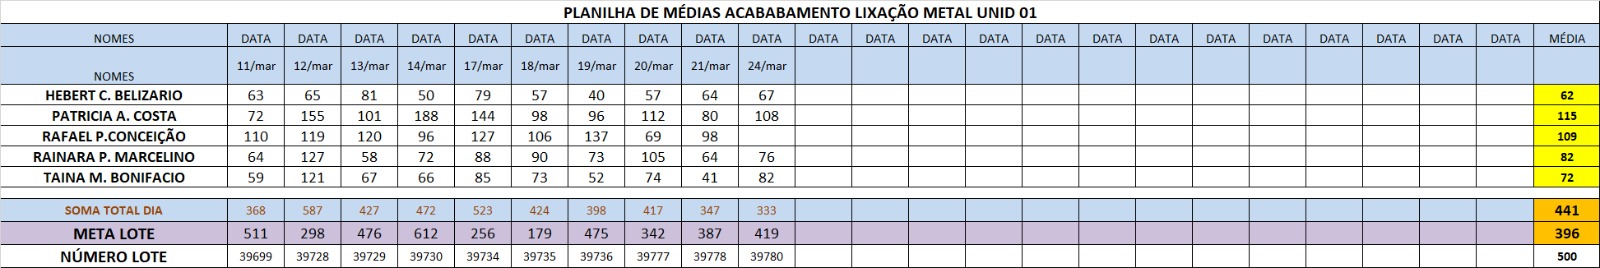 PLANILHA DE MÉDIAS ACABABAMENTO LIXAÇÃO METAL UNID 01
NOMES DATA DATA DATA DATA DATA DATA DATA DATA DATA DATA DATA DATA DATA DATA DATA DATA DATA DATA DATA DATA DATA DATA DATA MÉDIA
NOMES 11/mar 12/mar 13/mar 14/mar 17/mar 18/mar 19/mar 20/mar 21/mar 24/mar
HEBERT C. BELIZARIO 63 65 81 50 79 57 40 57 64 67 62
PATRICIA A. COSTA 72 155 101 188 144 98 96 112 80 108 115
RAFAEL P.CONCEIÇÃO 110 119 120 96 127 106 137 69 98 109
RAINARA P. MARCELINO 64 127 58 72 88 90 73 105 64 76 82
TAINA M. BONIFACIO 59 121 67 66 85 73 52 74 41 82 72
SOMA TOTAL DIA 368 587 427 472 523 424 398 417 347 333 441
META LOTE 511 298 476 612 256 179 475 342 387 419 396
NÚMERO LOTE 39699 39728 39729 39730 39734 39735 39736 39777 39778 39780 500